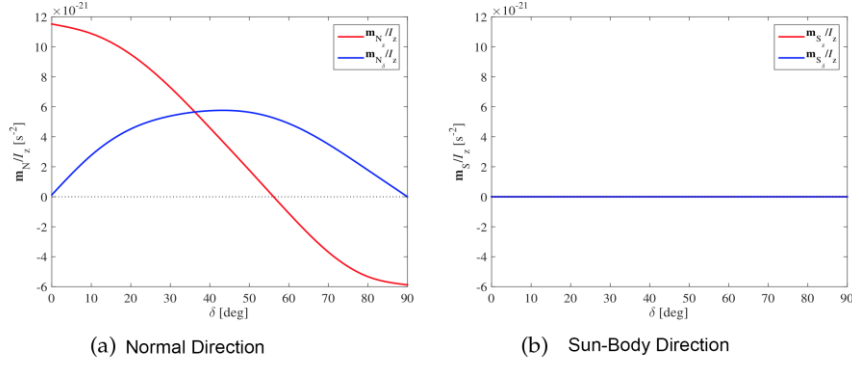 ×10⁻²¹
12
10
8
6
4
2
0
-2
-4
-6
m_N/I_z [s⁻²]
m_{N_z}/I_z
m_{N_δ}/I_z
0 10 20 30 40 50 60 70 80 90
δ [deg]
(a) Normal Direction
×10⁻²¹
12
10
8
6
4
2
0
-2
-4
-6
m_S/I_z [s⁻²]
m_{S_z}/I_z
m_{S_δ}/I_z
0 10 20 30 40 50 60 70 80 90
δ [deg]
(b) Sun-Body Direction